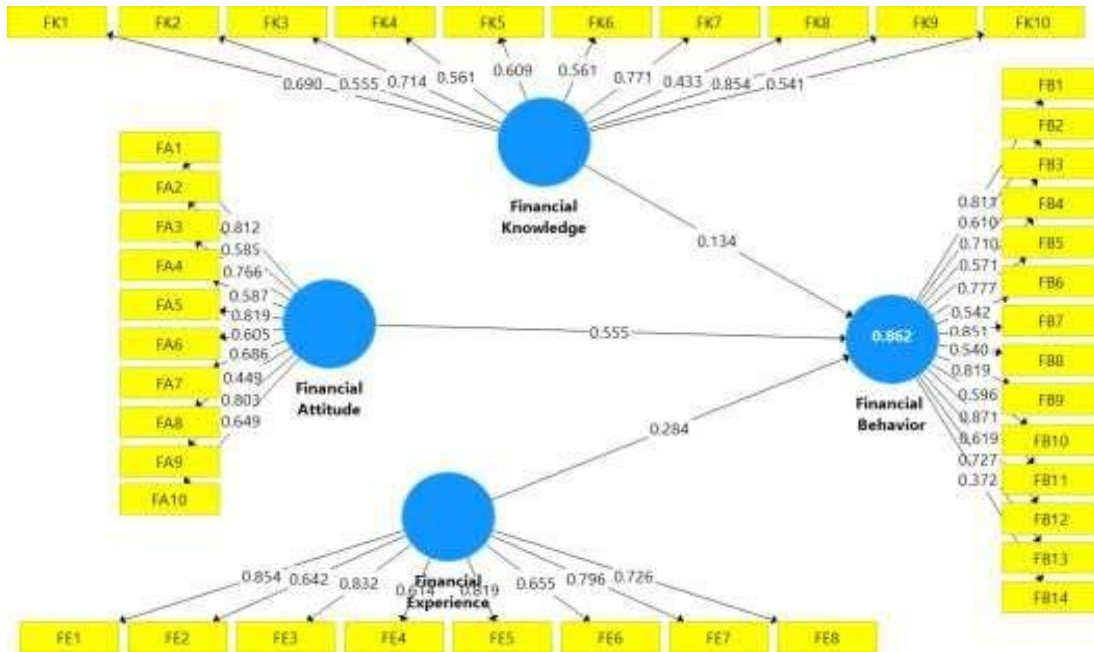 FK1 FK2 FK3 FK4 FK5 FK6 FK7 FK8 FK9 FK10
0.690 0.555 0.714 0.561 0.609 0.561 0.771 0.433 0.854 0.541
Financial
Knowledge
FA1
FA2
FA3
FA4
FA5
FA6
FA7
FA8
FA9
FA10
0.812
0.585
0.766
0.587
0.819
0.605
0.686
0.449
0.803
0.649
Financial
Attitude
0.134
0.555
0.284
0.862
Financial
Behavior
0.811
0.610
0.710
0.571
0.777
0.542
0.851
0.540
0.819
0.596
0.871
0.619
0.727
0.372
FB1
FB2
FB3
FB4
FB5
FB6
FB7
FB8
FB9
FB10
FB11
FB12
FB13
FB14
Financial
Experience
0.854 0.642 0.832 0.614 0.819 0.655 0.796 0.726
FE1 FE2 FE3 FE4 FE5 FE6 FE7 FE8